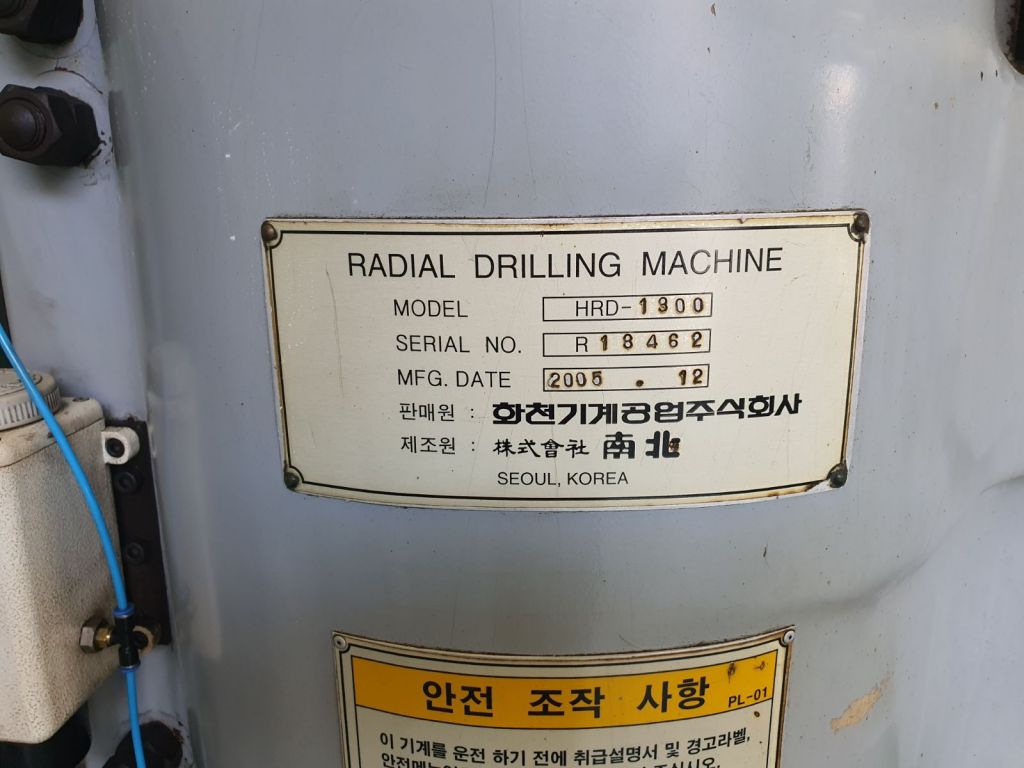 RADIAL DRILLING MACHINE
MODEL HRD-1300
SERIAL NO. R 13462
MFG. DATE 2005 . 12
판매원 : 화천기계공업주식회사
제조원 : 株式會社 南北
SEOUL, KOREA
안전 조작 사항 PL-01
이 기계를 운전 하기 전에 취급설명서 및 경고라벨,